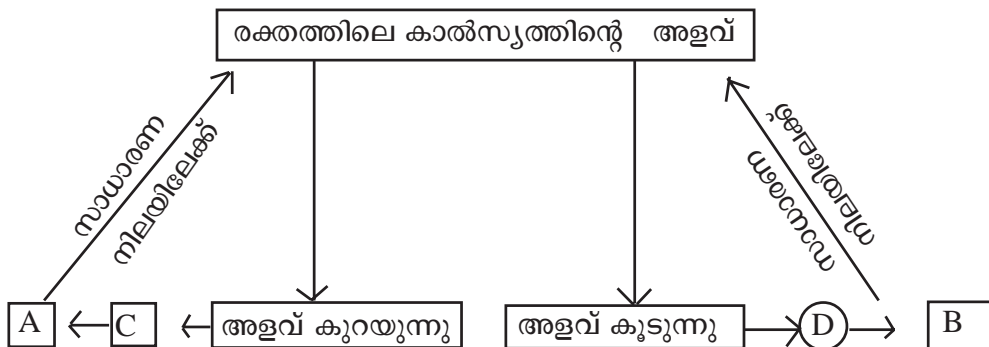 രക്തത്തിലെ കാൽസ്യത്തിന്റെ അളവ്
സാധാരണ
നിലയിലേക്ക്
സാധാരണ
നിലയിലേക്ക്
A
C
അളവ് കുറയുന്നു
അളവ് കൂടുന്നു
D
B